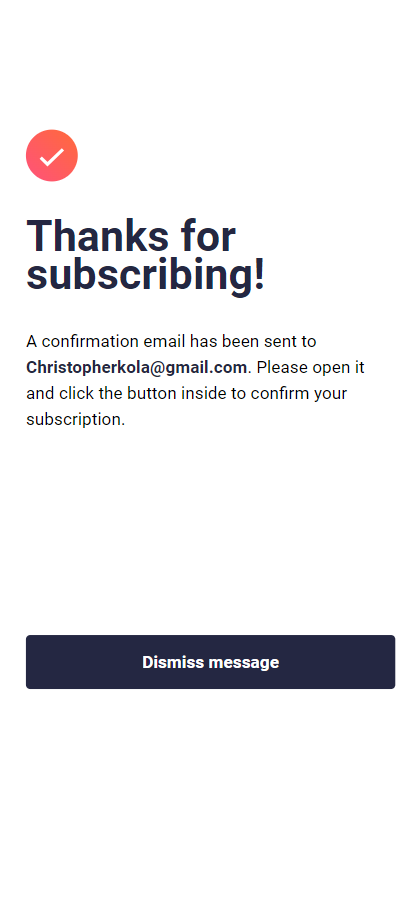 Thanks for
subscribing!
A confirmation email has been sent to
Christopherkola@gmail.com. Please open it
and click the button inside to confirm your
subscription.
Dismiss message